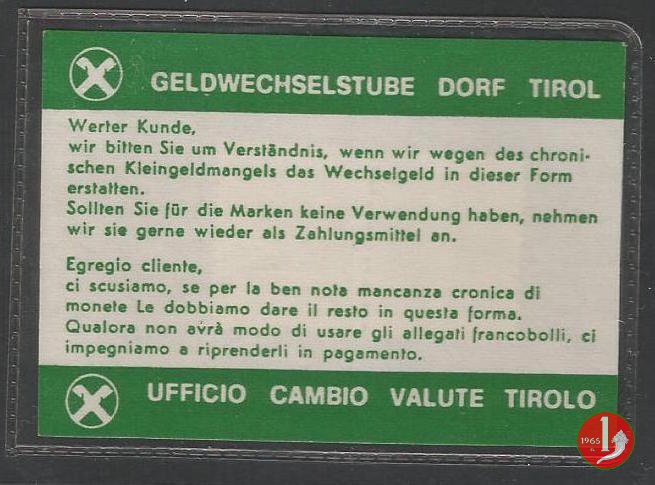 GELDWECHSELSTUBE DORF TIROL
Werter Kunde,
wir bitten Sie um Verständnis, wenn wir wegen des chroni-
schen Kleingeldmangels das Wechselgeld in dieser Form
erstatten.
Sollten Sie für die Marken keine Verwendung haben, nehmen
wir sie gerne wieder als Zahlungsmittel an.
Egregio cliente,
ci scusiamo, se per la ben nota mancanza cronica di
monete Le dobbiamo dare il resto in questa forma.
Qualora non avrà modo di usare gli allegati francobolli, ci
impegniamo a riprenderli in pagamento.
UFFICIO CAMBIO VALUTE TIROLO
1965 1